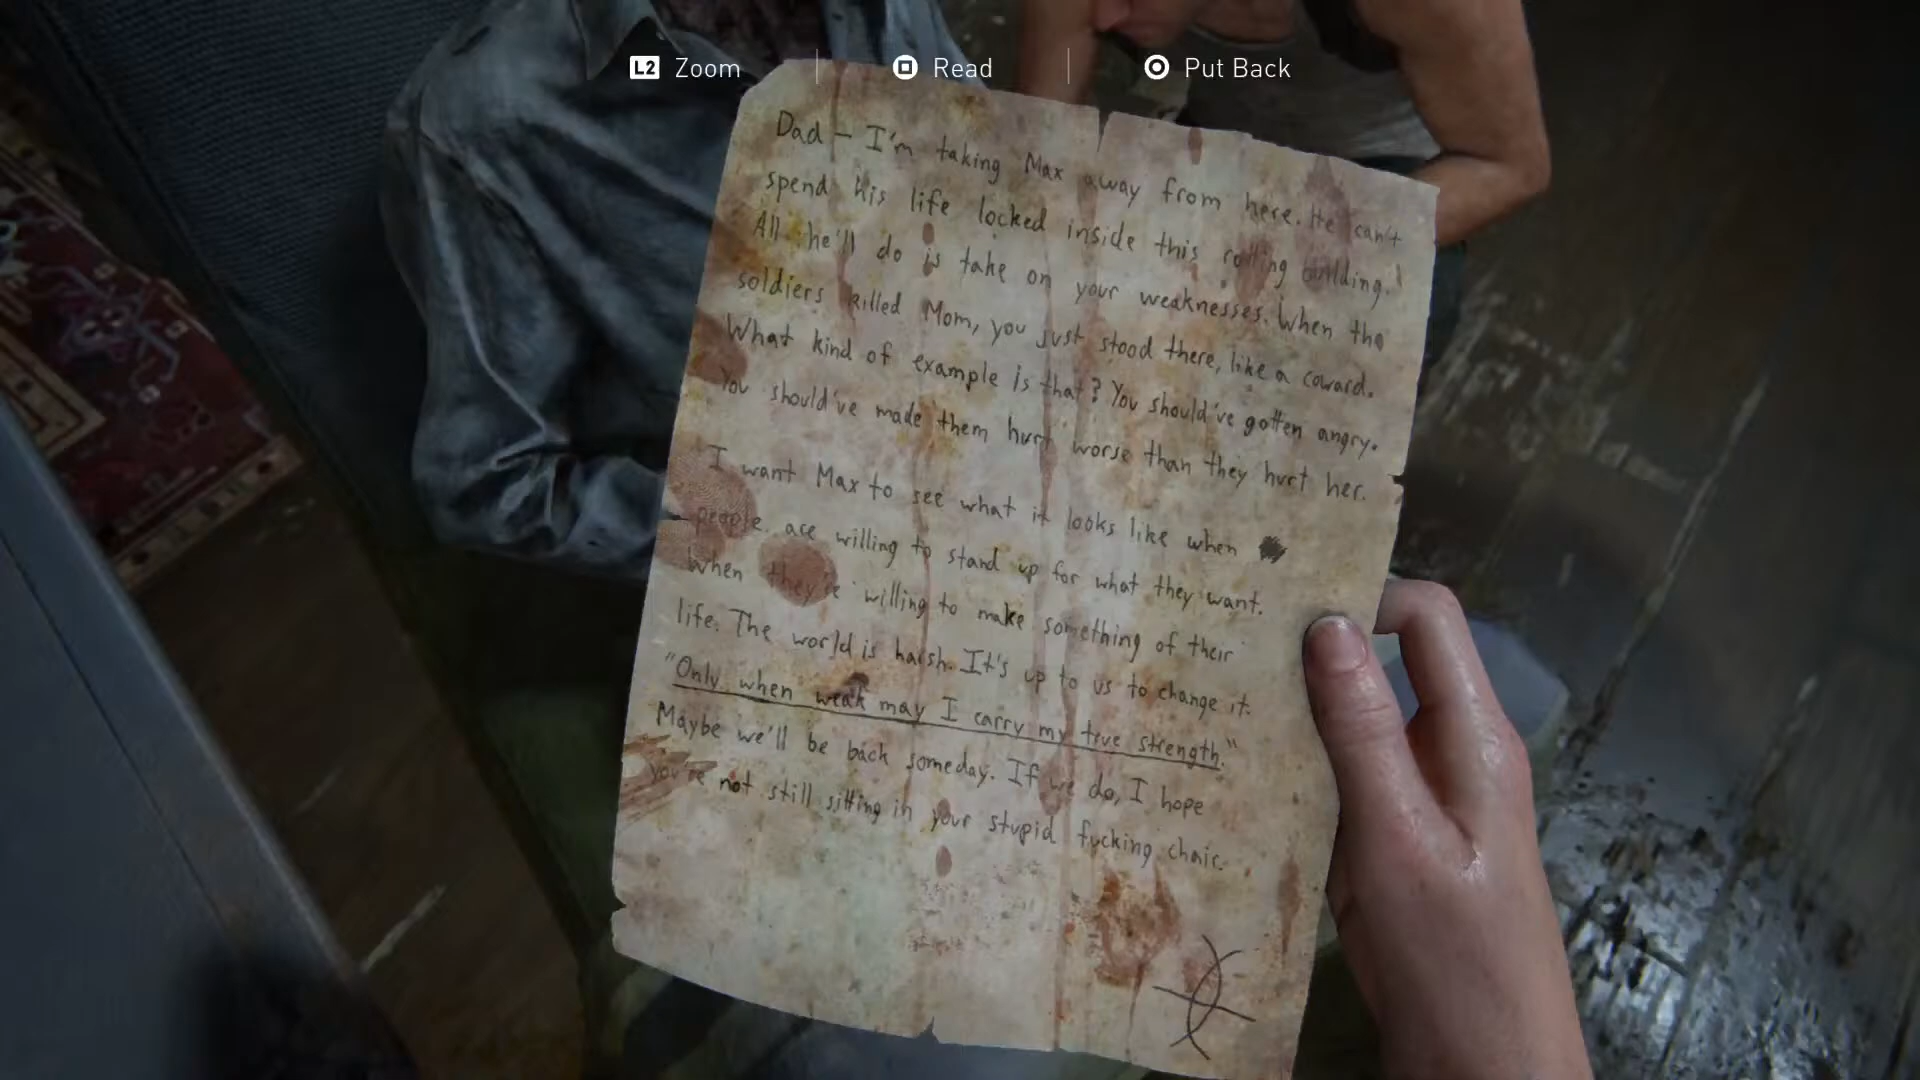 L2 Zoom
Read
Put Back
Dad – I'm taking Max away from here. He can't
spend his life locked inside this rotting building.
All he'll do is take on your weaknesses. When the
soldiers killed Mom, you just stood there, like a coward.
What kind of example is that? You should've gotten angry.
You should've made them hurt worse than they hurt her.
I want Max to see what it looks like when
people are willing to stand up for what they want.
When they're willing to make something of their
life. The world is harsh. It's up to us to change it.
"Only when weak may I carry my true strength."
Maybe we'll be back someday. If we do, I hope
you're not still sitting in your stupid fucking chair.